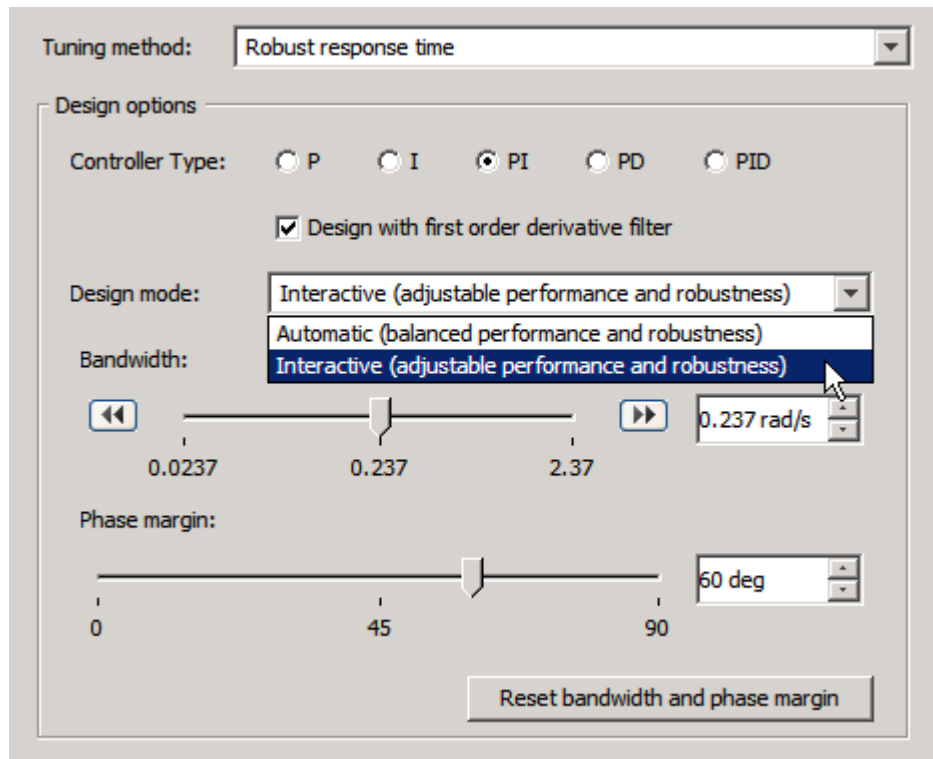 Tuning method: Robust response time
Design options
Controller Type: P I PI PD PID
Design with first order derivative filter
Design mode: Interactive (adjustable performance and robustness)
Automatic (balanced performance and robustness)
Bandwidth: Interactive (adjustable performance and robustness)
0.237 rad/s
0.0237 0.237 2.37
Phase margin:
60 deg
0 45 90
Reset bandwidth and phase margin